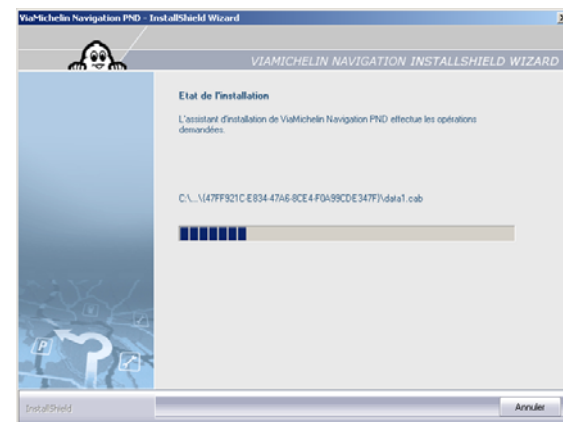 ViaMichelin Navigation PND - InstallShield Wizard
VIAMICHELIN NAVIGATION INSTALLSHIELD WIZARD
Etat de l'installation
L'assistant d'installation de ViaMichelin Navigation PND effectue les opérations
demandées.
C:\...\{47FF921C-E834-47A6-8CE4-F0A99CDE347F}\data1.cab
P
InstallShield
Annuler